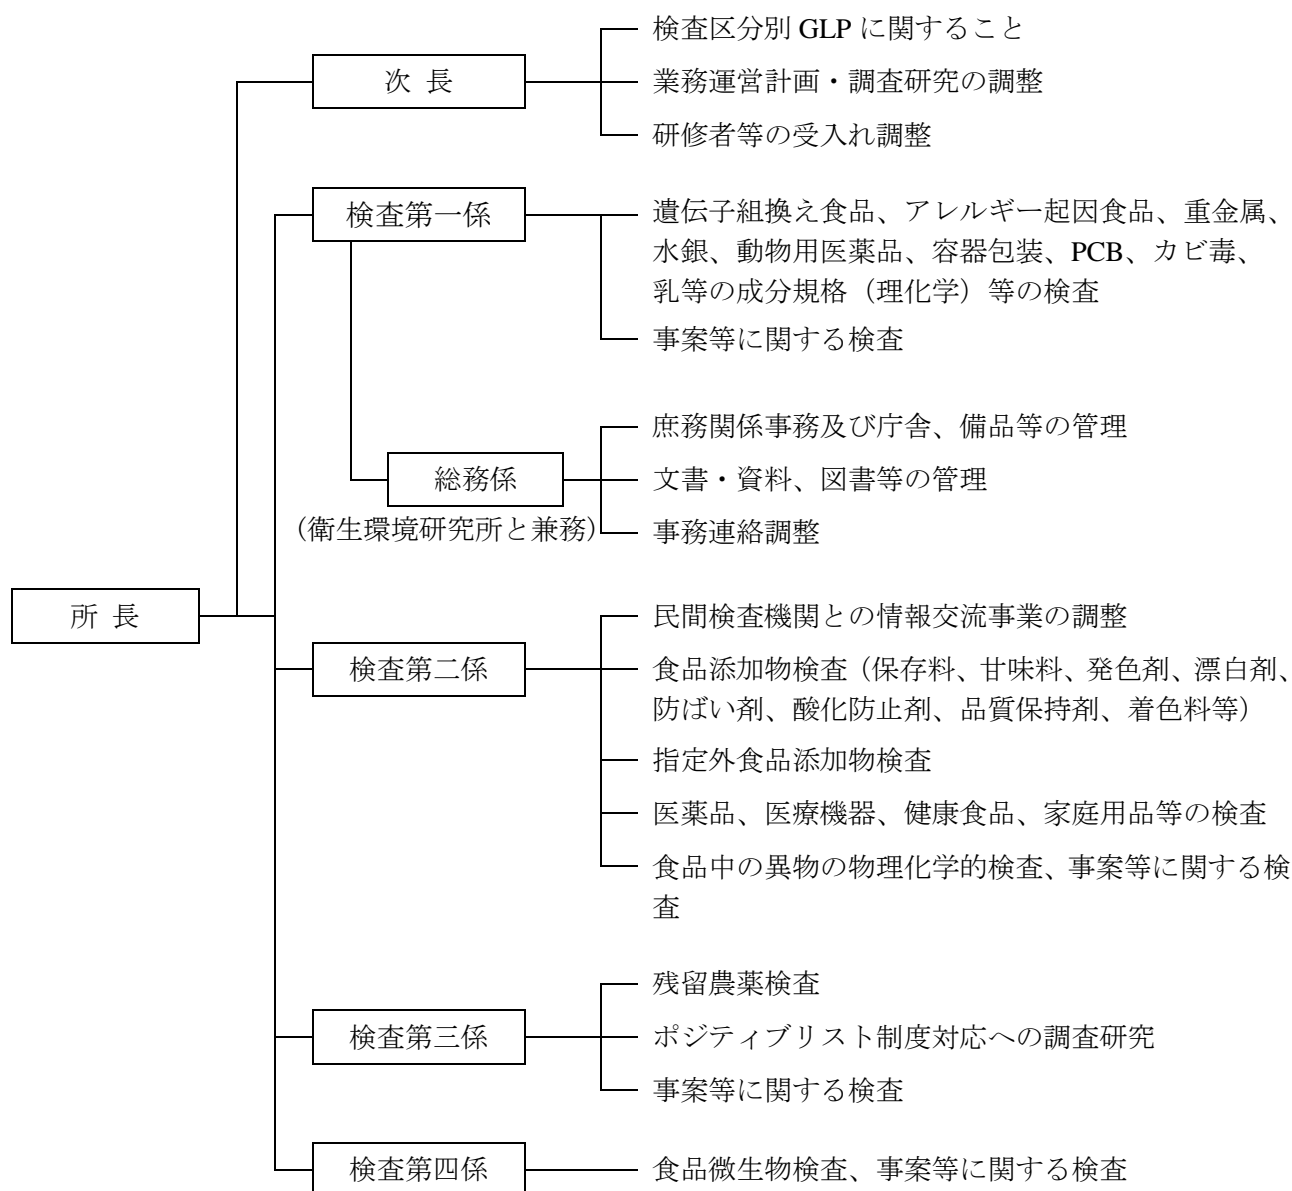 次 長
検査区分別 GLP に関すること
業務運営計画・調査研究の調整
研修者等の受入れ調整
検査第一係
遺伝子組換え食品、アレルギー起因食品、重金属、
水銀、動物用医薬品、容器包装、PCB、カビ毒、
乳等の成分規格（理化学）等の検査
事案等に関する検査
総務係
（衛生環境研究所と兼務）
庶務関係事務及び庁舎、備品等の管理
文書・資料、図書等の管理
事務連絡調整
所 長
検査第二係
民間検査機関との情報交流事業の調整
食品添加物検査（保存料、甘味料、発色剤、漂白剤、
防ばい剤、酸化防止剤、品質保持剤、着色料等）
指定外食品添加物検査
医薬品、医療機器、健康食品、家庭用品等の検査
食品中の異物の物理化学的検査、事案等に関する検
査
検査第三係
残留農薬検査
ポジティブリスト制度対応への調査研究
事案等に関する検査
検査第四係
食品微生物検査、事案等に関する検査